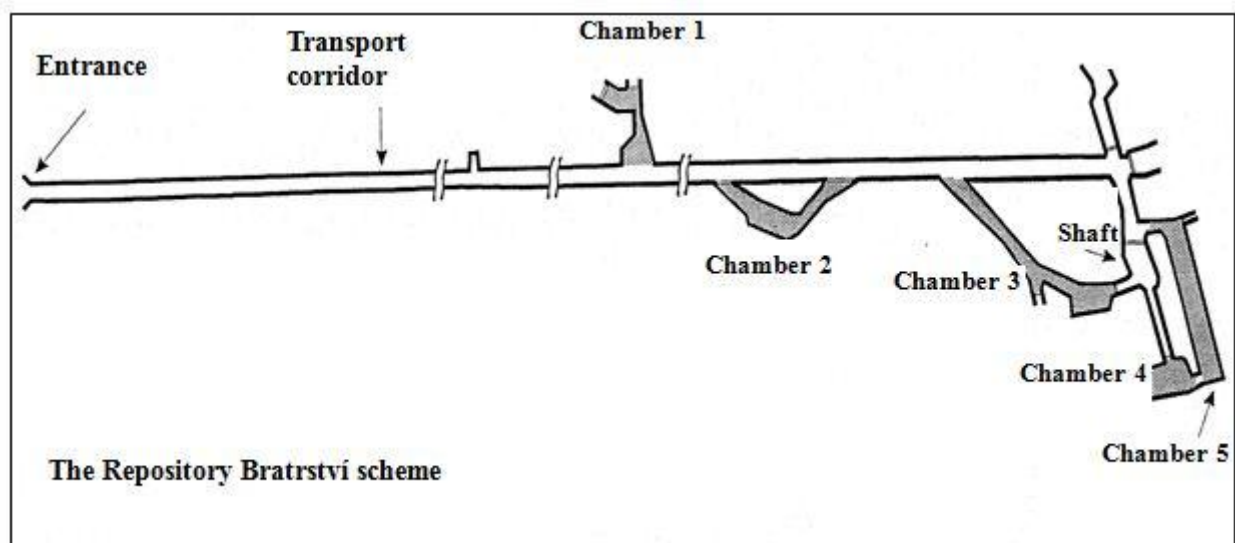 Chamber 1
Entrance
Transport
corridor
Shaft
Chamber 2
Chamber 3
Chamber 4
Chamber 5
The Repository Bratrství scheme